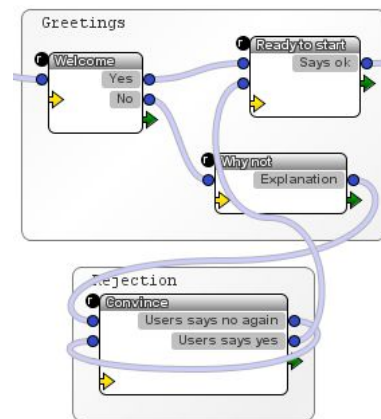 Greetings
Welcome
Yes
No
Ready to start
Says ok
Why not
Explanation
Rejection
Convince
Users says no again
Users says yes